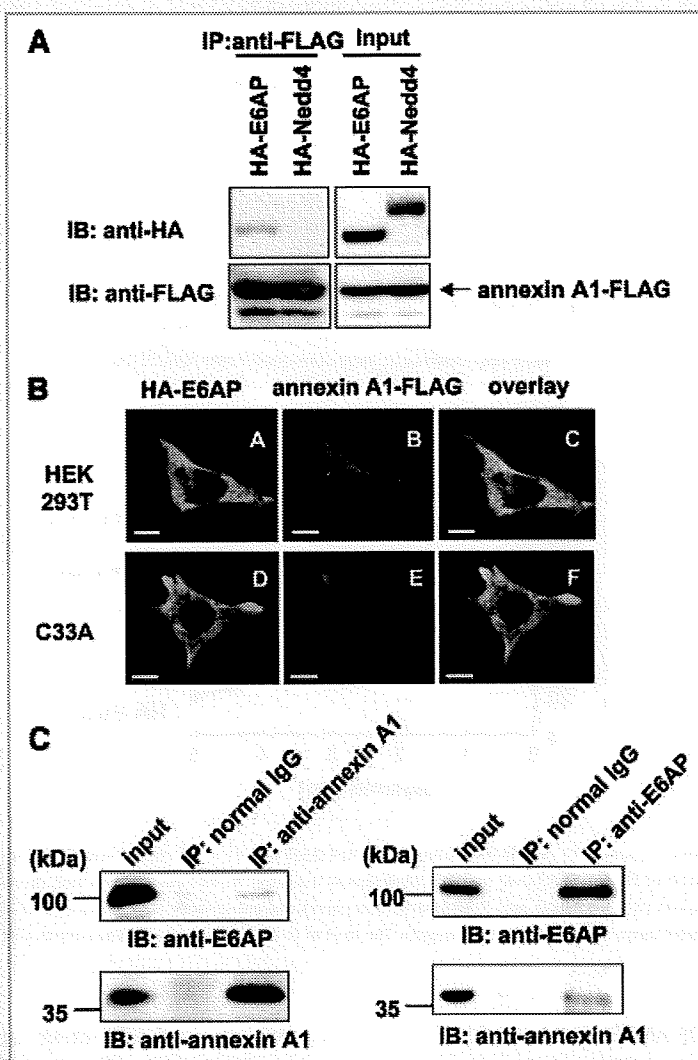 A
IP:anti-FLAG Input
HA-E6AP HA-Nedd4 HA-E6AP HA-Nedd4
IB: anti-HA
IB: anti-FLAG annexin A1-FLAG
B
HA-E6AP annexin A1-FLAG overlay
HEK 293T
A B C
C33A
D E F
C
input IP: normal IgG IP: anti-annexin A1
(kDa)
100
IB: anti-E6AP
35
IB: anti-annexin A1
input IP: normal IgG IP: anti-E6AP
(kDa)
100
IB: anti-E6AP
35
IB: anti-annexin A1